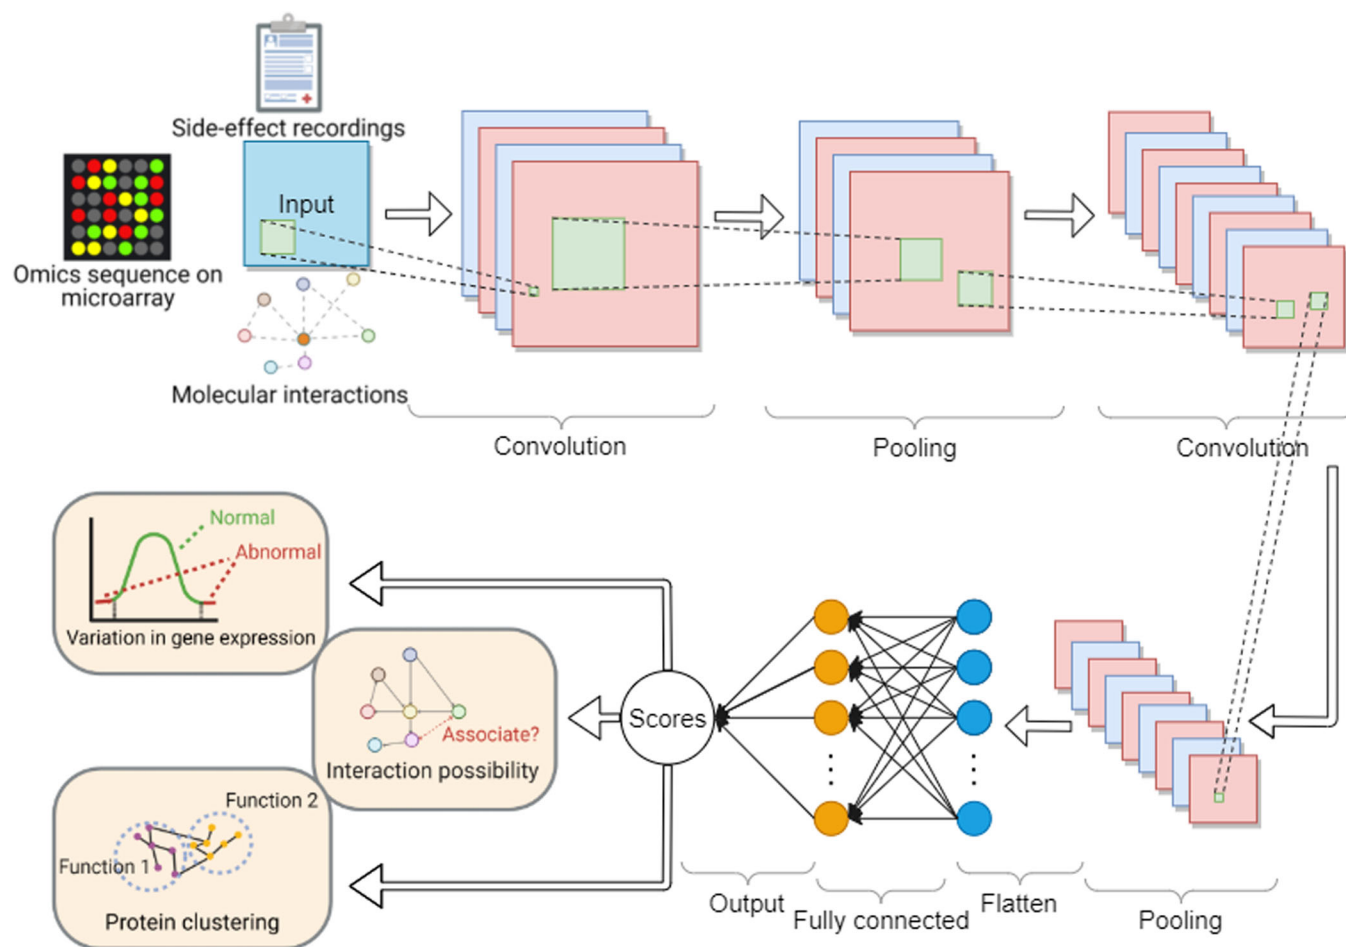 Side-effect recordings
Input
Omics sequence on
microarray
Molecular interactions
Convolution
Pooling
Convolution
Normal
Abnormal
Variation in gene expression
Associate?
Interaction possibility
Scores
Function 2
Function 1
Protein clustering
Output
Fully connected
Flatten
Pooling